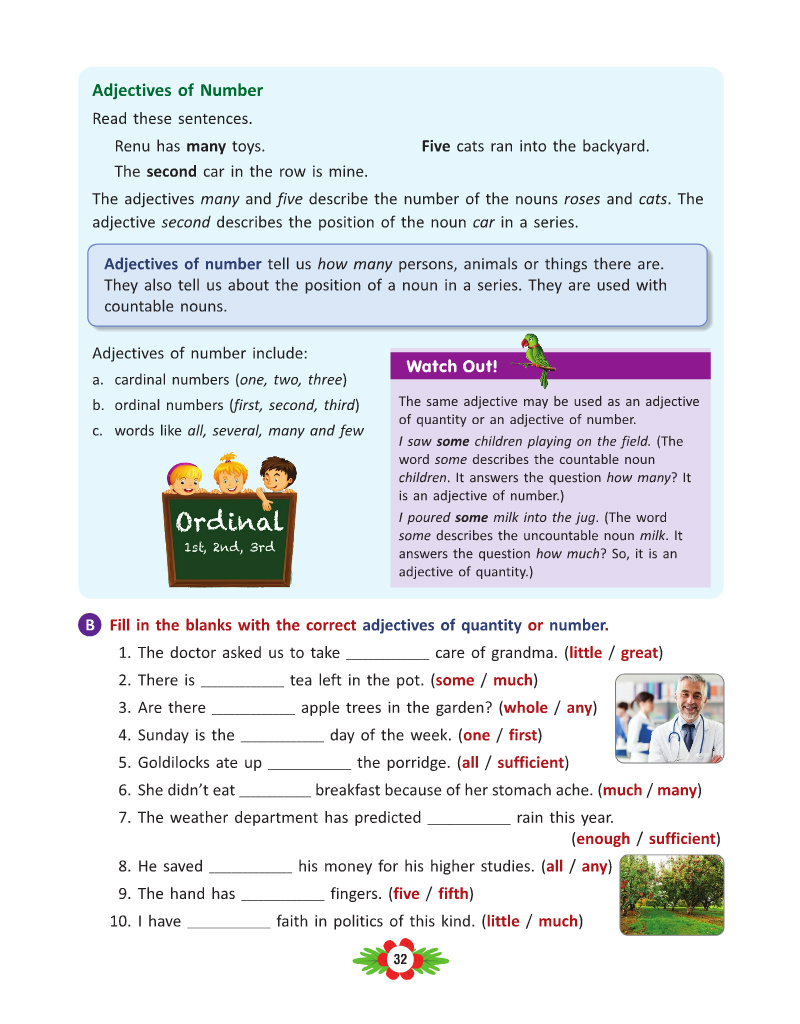 Adjectives of Number
Read these sentences.
Renu has many toys.
Five cats ran into the backyard.
The second car in the row is mine.
The adjectives many and five describe the number of the nouns roses and cats. The
adjective second describes the position of the noun car in a series.
Adjectives of number tell us how many persons, animals or things there are.
They also tell us about the position of a noun in a series. They are used with
countable nouns.
Adjectives of number include:
a. cardinal numbers (one, two, three)
b. ordinal numbers (first, second, third)
c. words like all, several, many and few
Ordinal
1st, 2nd, 3rd
Watch Out!
The same adjective may be used as an adjective
of quantity or an adjective of number.
I saw some children playing on the field. (The
word some describes the countable noun
children. It answers the question how many? It
is an adjective of number.)
I poured some milk into the jug. (The word
some describes the uncountable noun milk. It
answers the question how much? So, it is an
adjective of quantity.)
B Fill in the blanks with the correct adjectives of quantity or number.
1. The doctor asked us to take __________ care of grandma. (little / great)
2. There is __________ tea left in the pot. (some / much)
3. Are there __________ apple trees in the garden? (whole / any)
4. Sunday is the __________ day of the week. (one / first)
5. Goldilocks ate up __________ the porridge. (all / sufficient)
6. She didn't eat _________ breakfast because of her stomach ache. (much / many)
7. The weather department has predicted __________ rain this year.
(enough / sufficient)
8. He saved __________ his money for his higher studies. (all / any)
9. The hand has __________ fingers. (five / fifth)
10. I have __________ faith in politics of this kind. (little / much)
32